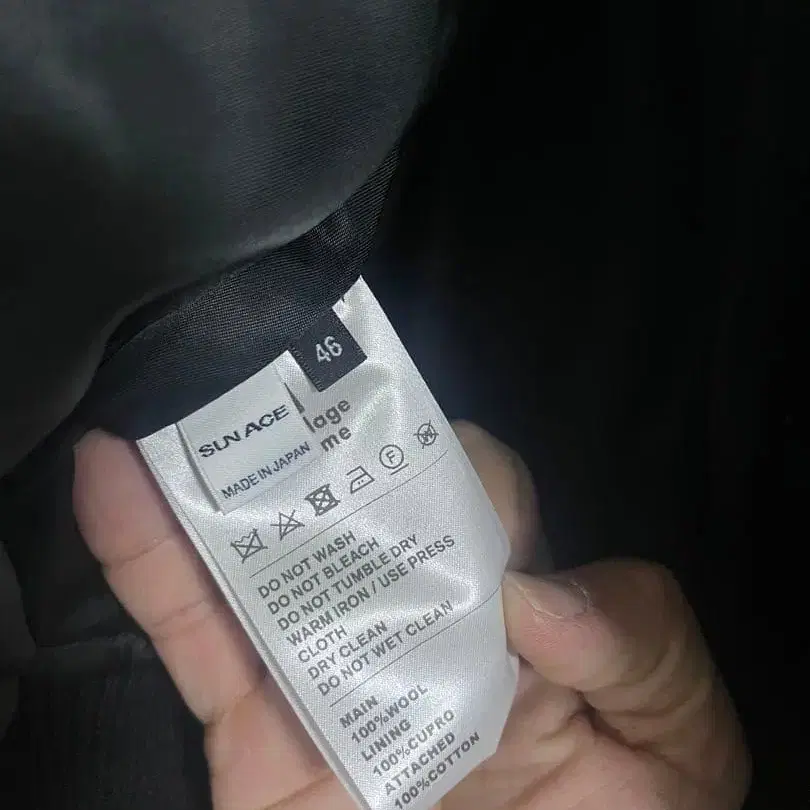 46
SUN ACE
MADE IN JAPAN
lage
me
F
W
DO NOT WASH
DO NOT BLEACH
DO NOT TUMBLE DRY
WARM IRON / USE PRESS
CLOTH
DRY CLEAN
DO NOT WET CLEAN
MAIN
100%WOOL
LINING
100%CUPRO
ATTACHED
100%COTTON